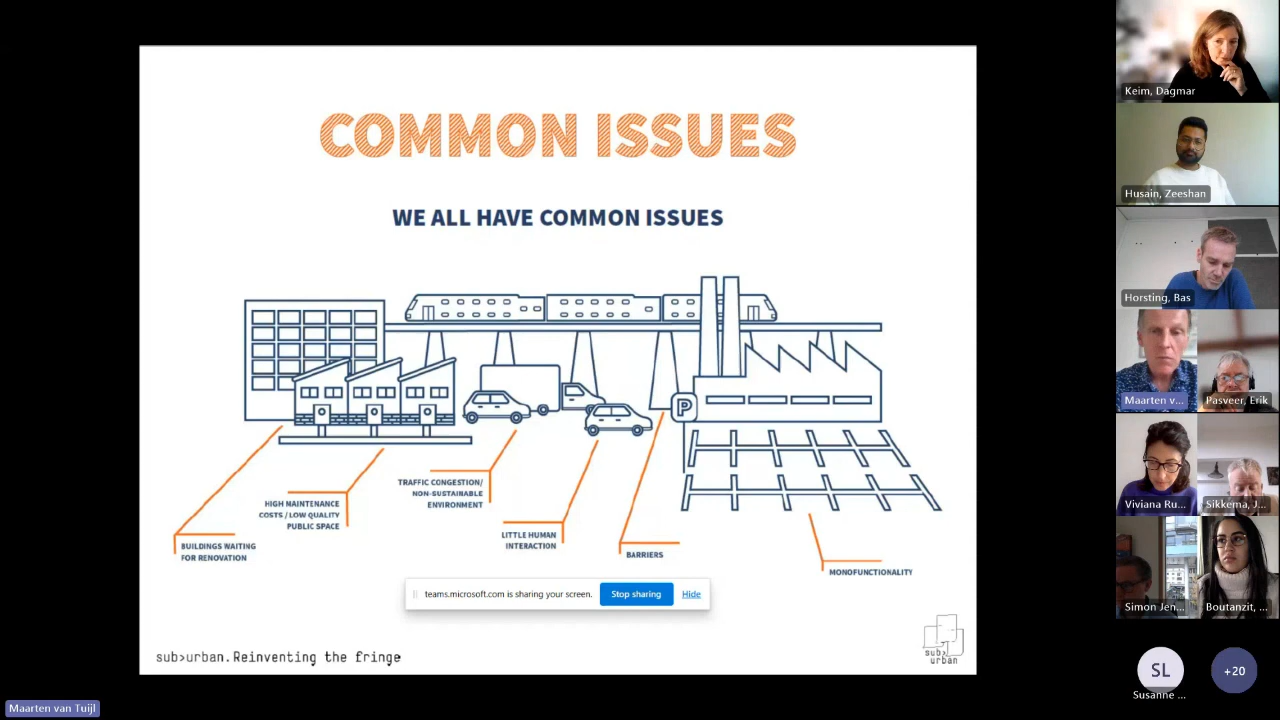 COMMON ISSUES
WE ALL HAVE COMMON ISSUES
P
TRAFFIC CONGESTION/
NON-SUSTAINABLE
ENVIRONMENT
HIGH MAINTENANCE
COSTS / LOW QUALITY
PUBLIC SPACE
LITTLE HUMAN
INTERACTION
BUILDINGS WAITING
FOR RENOVATION
BARRIERS
MONOFUNCTIONALITY
teams.microsoft.com is sharing your screen.
Stop sharing
Hide
sub>urban.Reinventing the fringe
sub>
urban
Maarten van Tuijl
Keim, Dagmar
Husain, Zeeshan
Horsting, Bas
Maarten v...
Pasveer, Erik
Viviana Ru...
Sikkema, J...
Simon Jen...
Boutanzit, ...
SL
Susanne ...
+20